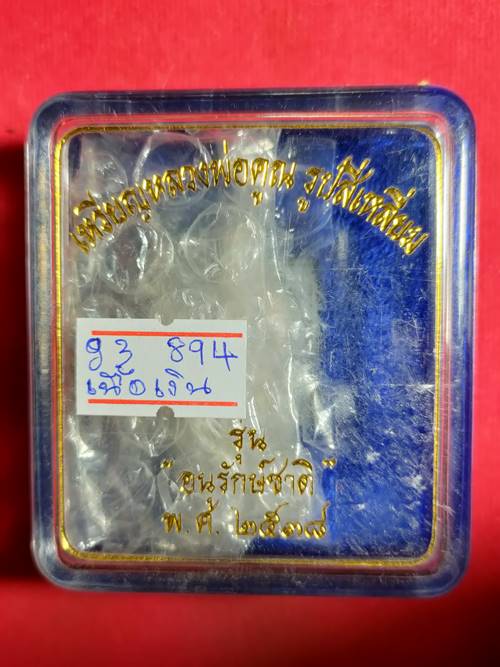 เหรียญหลวงพ่อคูณ รูปสี่เหลี่ยม
93 894
เนื้อเงิน
รุ่น
"อนุรักษ์ชาติ"
พ.ศ. ๒๕๓๘